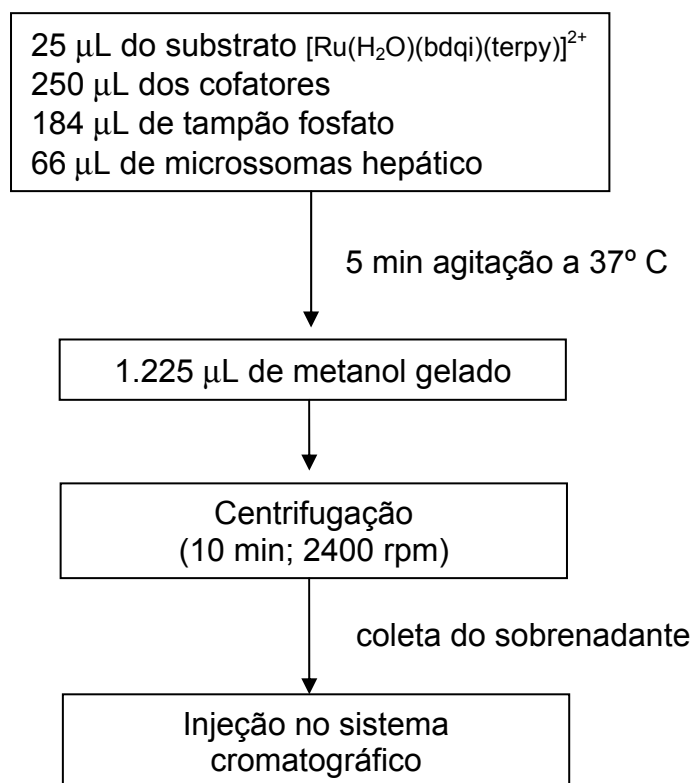 25 μL do substrato [Ru(H₂O)(bdqi)(terpy)]²⁺
250 μL dos cofatores
184 μL de tampão fosfato
66 μL de microssomas hepático
5 min agitação a 37º C
1.225 μL de metanol gelado
Centrifugação
(10 min; 2400 rpm)
coleta do sobrenadante
Injeção no sistema
cromatográfico